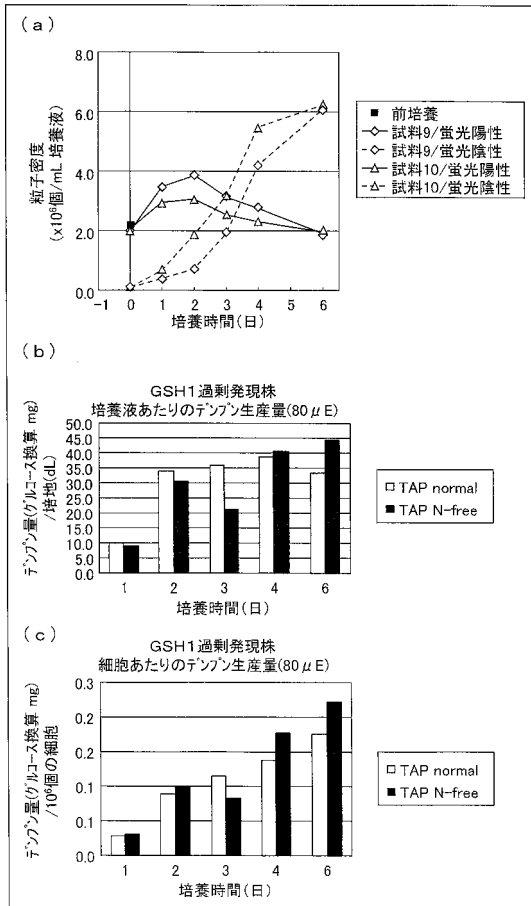 (a)
8.0
6.0
4.0
2.0
0.0
-1 0 1 2 3 4 5 6
粒子密度
(x10⁶個/mL 培養液)
培養時間(日)
前培養
試料9/蛍光陽性
試料9/蛍光陰性
試料10/蛍光陽性
試料10/蛍光陰性
(b)
GSH1過剰発現株
培養液あたりのデンプン生産量(80μE)
デンプン量(グルコース換算 mg)
/培地(dL)
50.0
45.0
40.0
35.0
30.0
25.0
20.0
15.0
10.0
5.0
0.0
1 2 3 4 6
培養時間(日)
TAP normal
TAP N-free
(c)
GSH1過剰発現株
細胞あたりのデンプン生産量(80μE)
デンプン量(グルコース換算 mg)
/10⁶個の細胞
0.3
0.2
0.2
0.1
0.1
0.0
1 2 3 4 6
培養時間(日)
TAP normal
TAP N-free